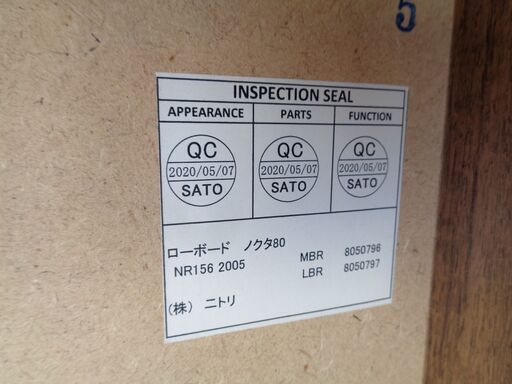 5
INSPECTION SEAL
APPEARANCE PARTS FUNCTION
QC QC QC
2020/05/07 2020/05/07 2020/05/07
SATO SATO SATO
ローボード ノクタ80
NR156 2005
MBR 8050796
LBR 8050797
(株) ニトリ